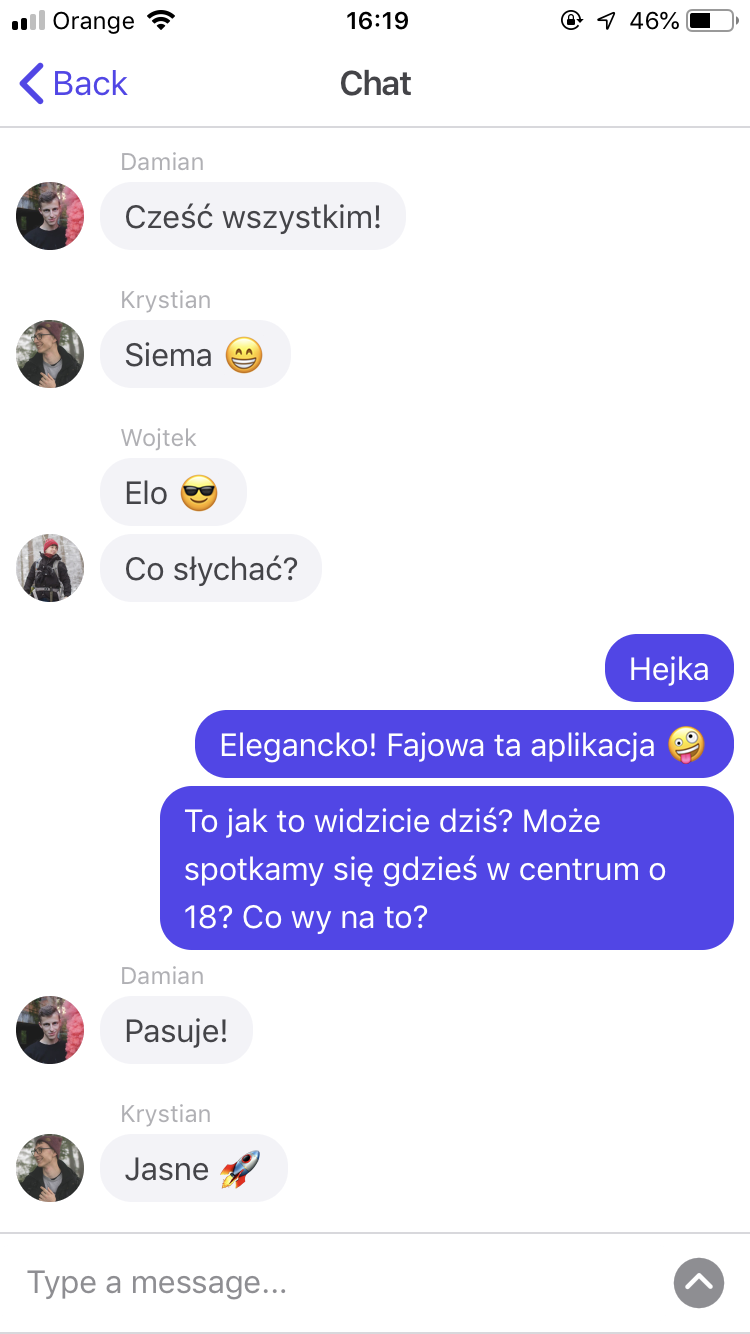 Orange 16:19 46%
Back Chat
Damian
Cześć wszystkim!
Krystian
Siema 😁
Wojtek
Elo 😎
Co słychać?
Hejka
Elegancko! Fajowa ta aplikacja 🤪
To jak to widzicie dziś? Może
spotkamy się gdzieś w centrum o
18? Co wy na to?
Damian
Pasuje!
Krystian
Jasne 🚀
Type a message...